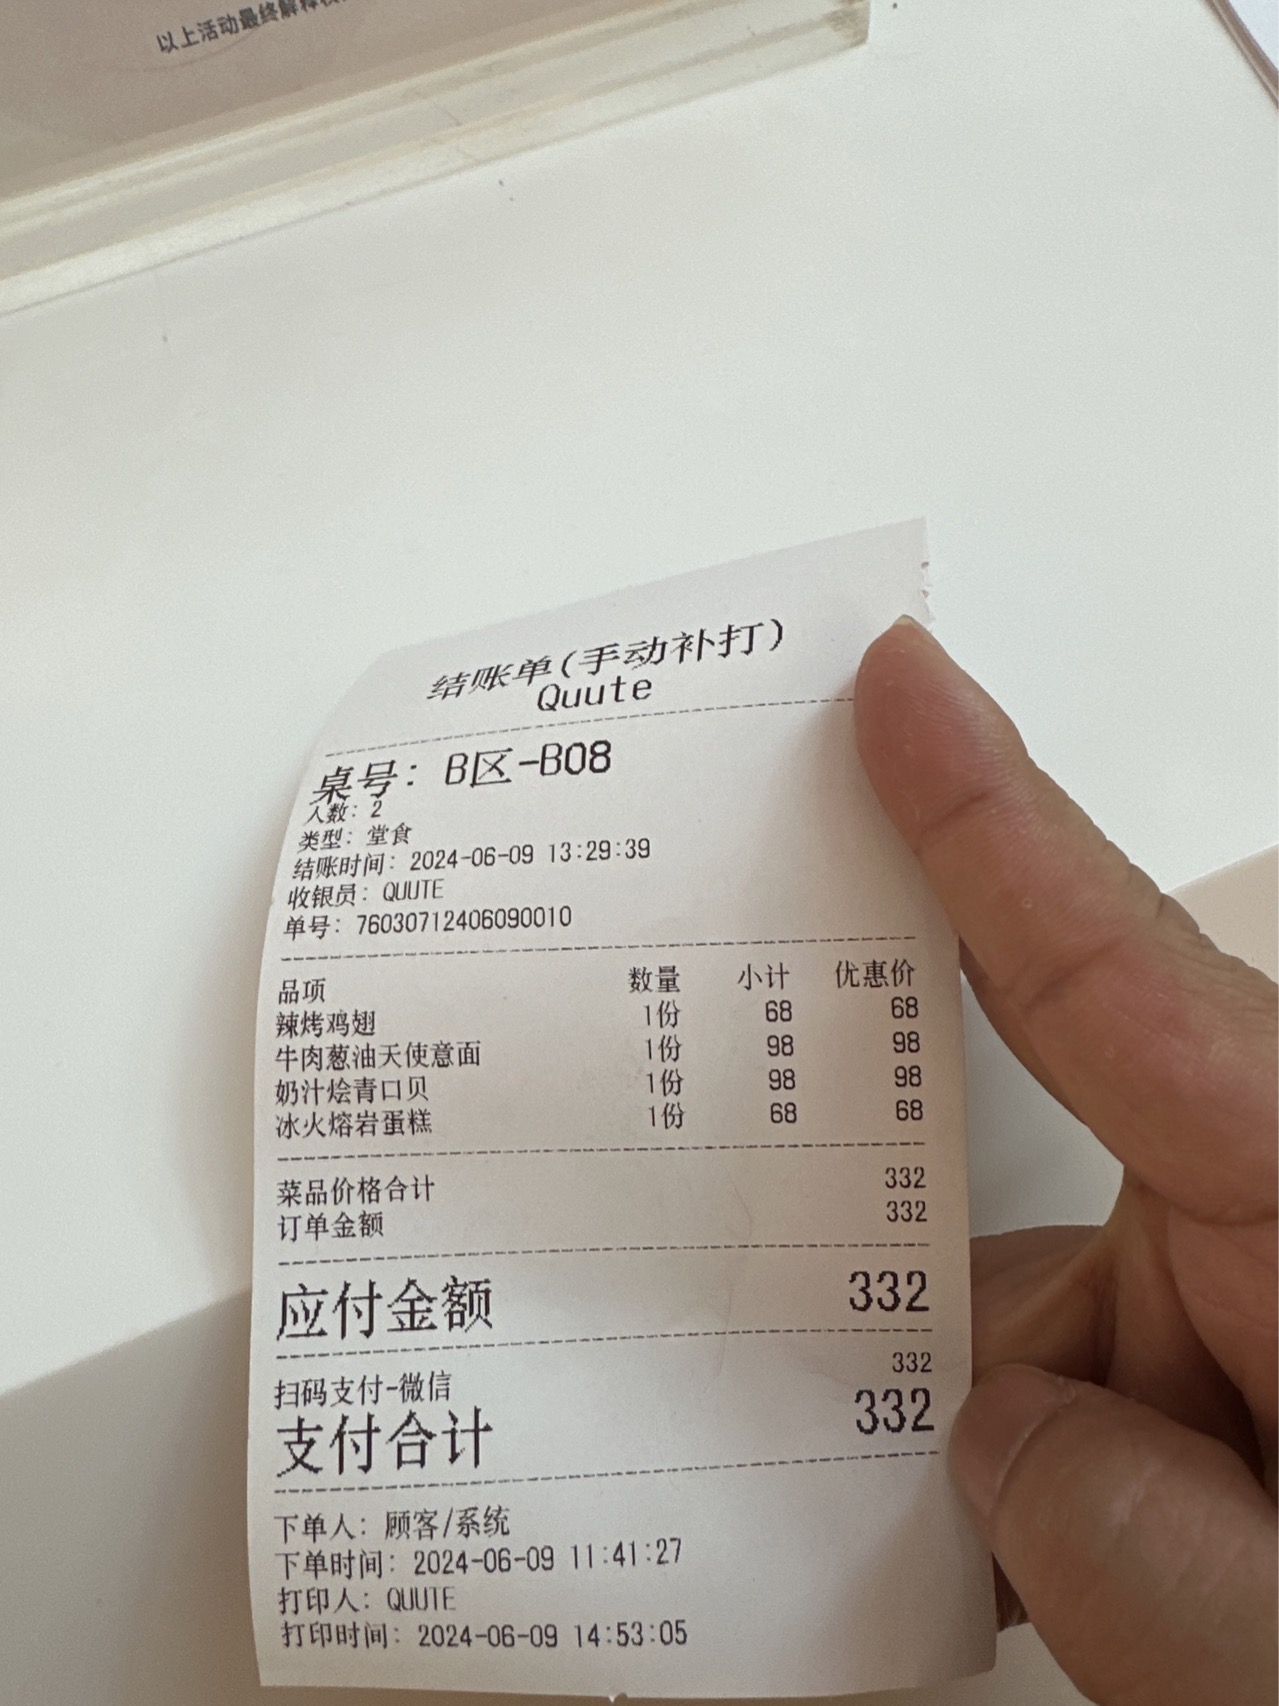 以上活动最终解释
结账单(手动补打)
Quute
桌号: B区-B08
人数: 2
类型: 堂食
结账时间: 2024-06-09 13:29:39
收银员: QUUTE
单号: 76030712406090010
品项 数量 小计 优惠价
辣烤鸡翅 1份 68 68
牛肉葱油天使意面 1份 98 98
奶汁烩青口贝 1份 98 98
冰火熔岩蛋糕 1份 68 68
菜品价格合计 332
订单金额 332
应付金额 332
扫码支付-微信 332
支付合计 332
下单人: 顾客/系统
下单时间: 2024-06-09 11:41:27
打印人: QUUTE
打印时间: 2024-06-09 14:53:05